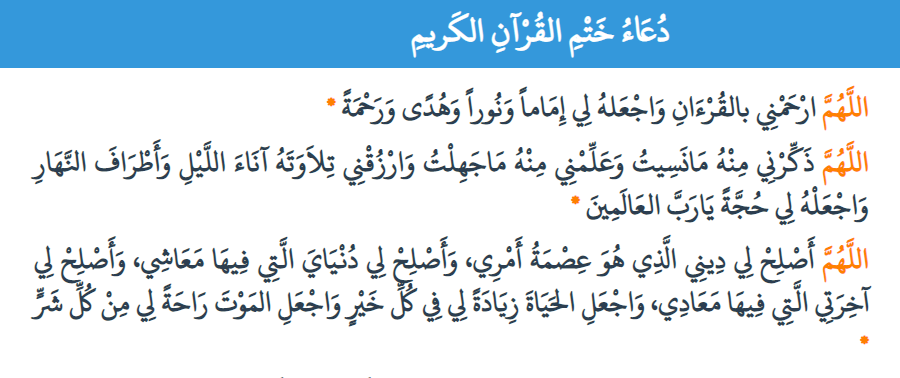 دُعَاءُ خَتْمِ القُرْآنِ الكَريمِ
اللَّهُمَّ ارْحَمْنِي بالقُرْءَانِ وَاجْعَلهُ لِي إِمَاماً وَنُوراً وَهُدًى وَرَحْمَةً *
اللَّهُمَّ ذَكِّرْنِي مِنْهُ مَانَسِيتُ وَعَلِّمْنِي مِنْهُ مَاجَهِلْتُ وَارْزُقْنِي تِلاَوَتَهُ آنَاءَ اللَّيْلِ وَأَطْرَافَ النَّهَارِ
وَاجْعَلْهُ لِي حُجَّةً يَارَبَّ العَالَمِينَ *
اللَّهُمَّ أَصْلِحْ لِي دِينِي الَّذِي هُوَ عِصْمَةُ أَمْرِي، وَأَصْلِحْ لِي دُنْيَايَ الَّتِي فِيهَا مَعَاشِي، وَأَصْلِحْ لِي
آخِرَتِي الَّتِي فِيهَا مَعَادِي، وَاجْعَلِ الحَيَاةَ زِيَادَةً لِي فِي كُلِّ خَيْرٍ وَاجْعَلِ المَوْتَ رَاحَةً لِي مِنْ كُلِّ شَرٍّ
*